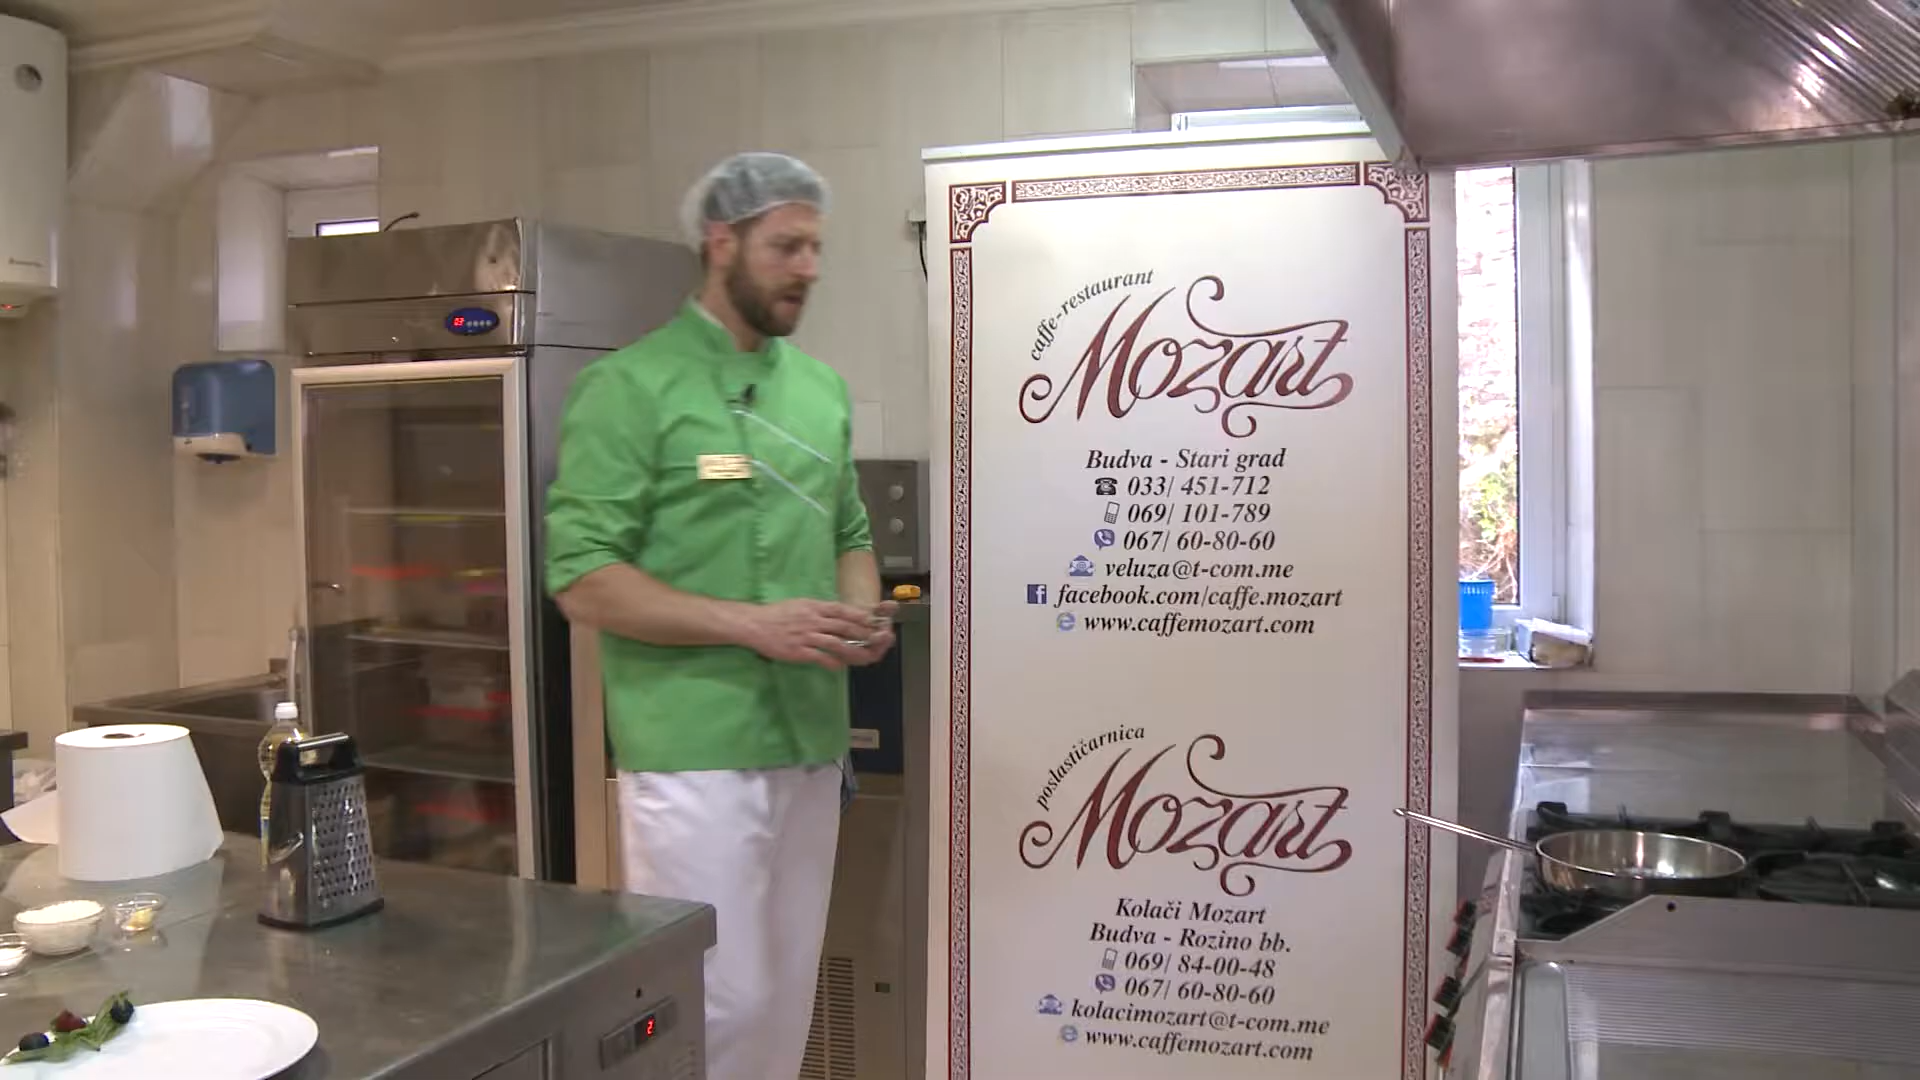 caffe-restaurant
Mozart
Budva - Stari grad
033/ 451-712
069/ 101-789
067/ 60-80-60
veluza@t-com.me
facebook.com/caffe.mozart
www.caffemozart.com
poslastičarnica
Mozart
Kolači Mozart
Budva - Rozino bb.
069/ 84-00-48
067/ 60-80-60
kolacimozart@t-com.me
www.caffemozart.com
2